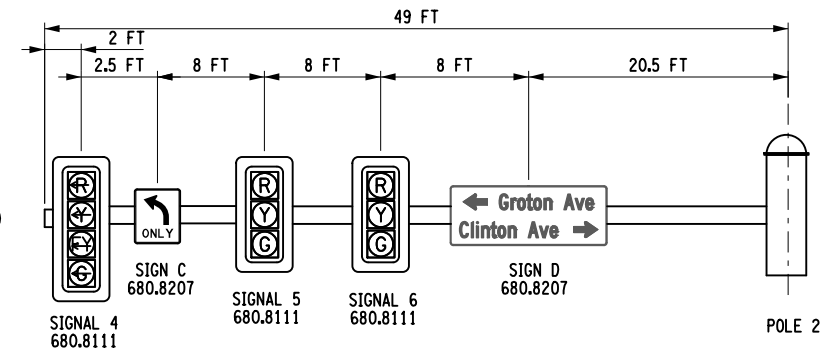 49 FT
2 FT
2.5 FT 8 FT 8 FT 8 FT 20.5 FT
R R R
Y Y Y
FY G G
G
ONLY
← Groton Ave
Clinton Ave →
SIGN C
680.8207
SIGNAL 5
680.8111
SIGNAL 6
680.8111
SIGN D
680.8207
SIGNAL 4
680.8111
POLE 2